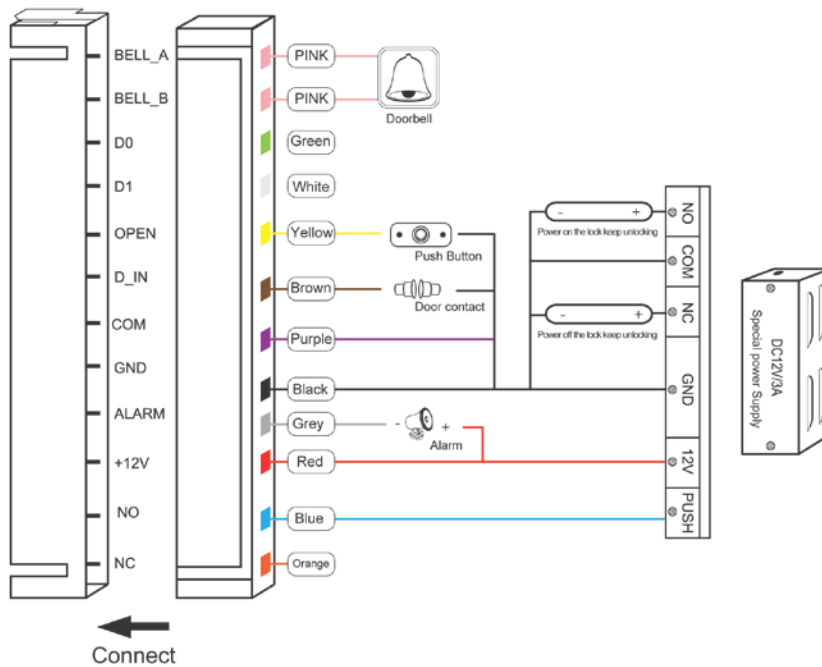 BELL_A
BELL_B
D0
D1
OPEN
D_IN
COM
GND
ALARM
+12V
NO
NC
Connect
PINK
PINK
Green
White
Yellow
Brown
Purple
Black
Grey
Red
Blue
Orange
Doorbell
Push Button
Door contact
- +
Alarm
- +
Power on the lock keep unlocking
- +
Power off the lock keep unlocking
NO
COM
NC
GND
12V
PUSH
DC12V/3A
Special power Supply